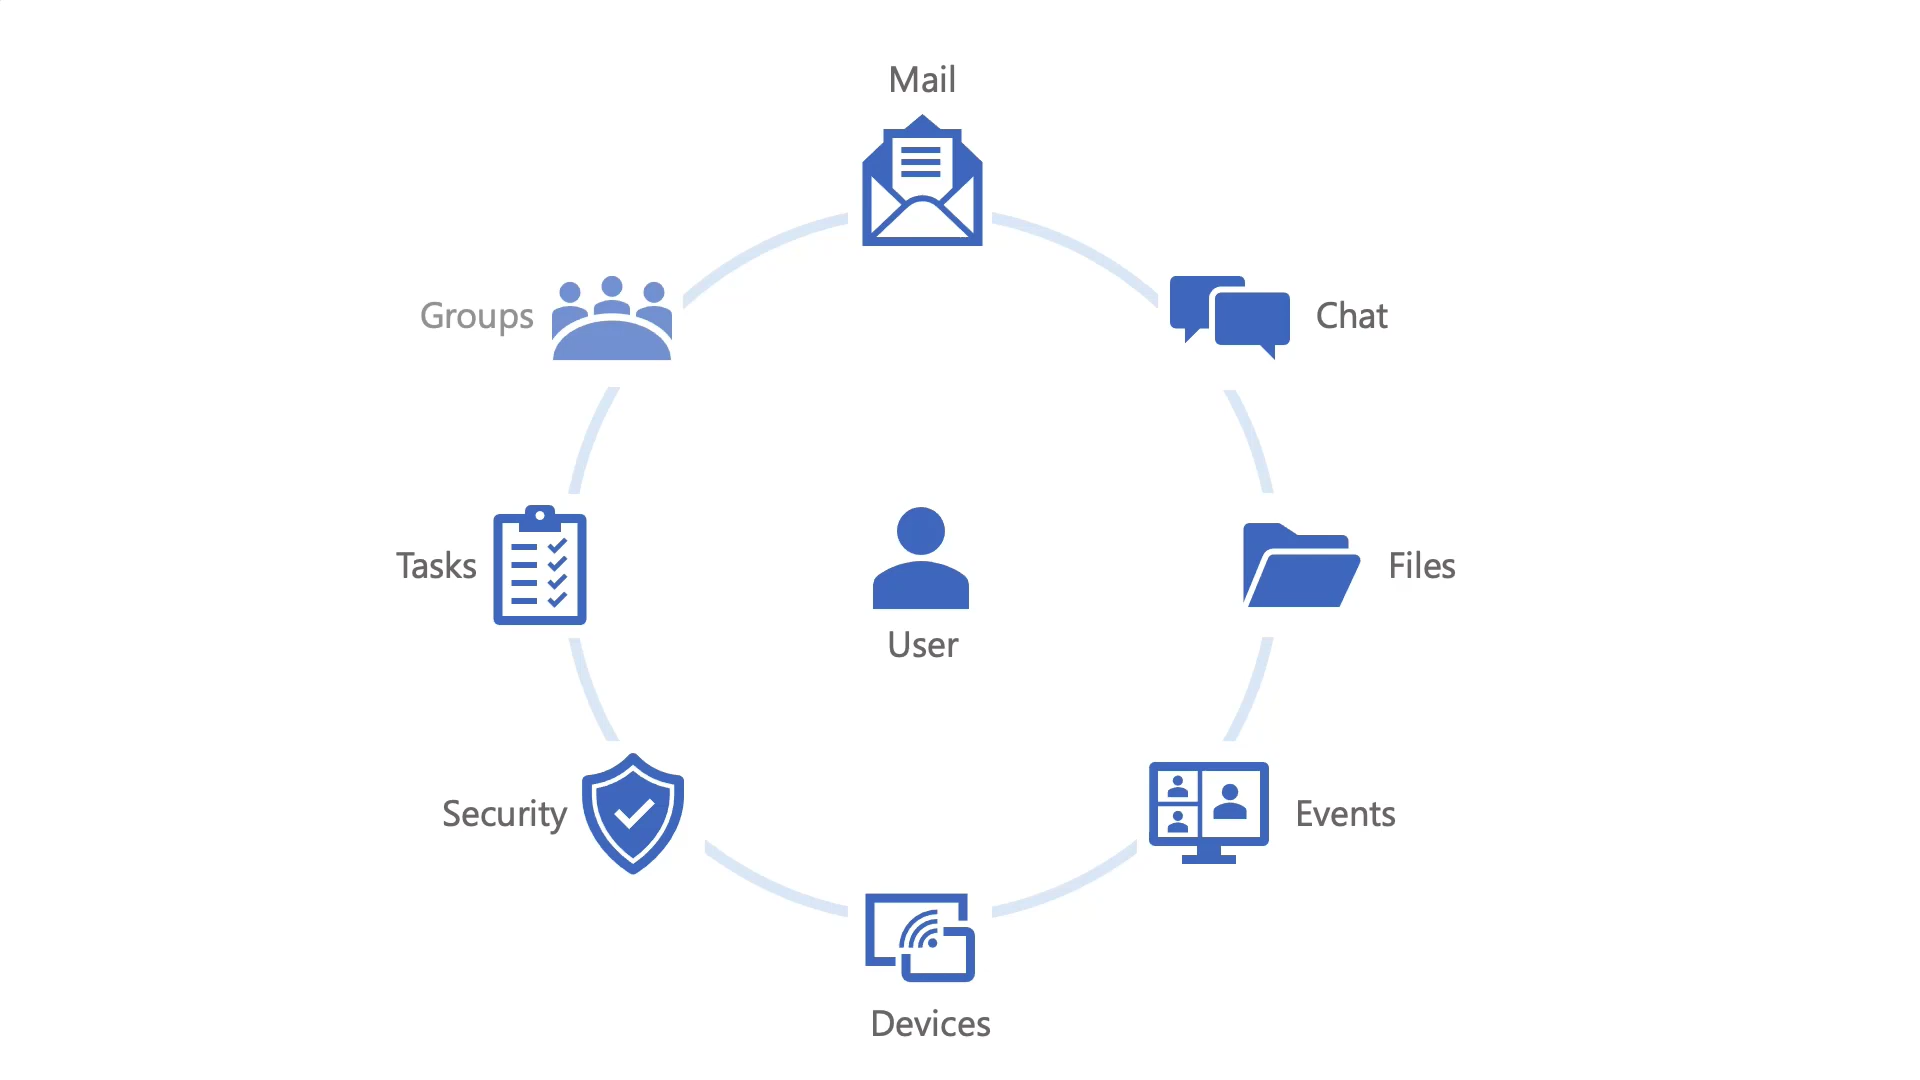 Mail
Groups
Chat
Tasks
Files
User
Security
Events
Devices